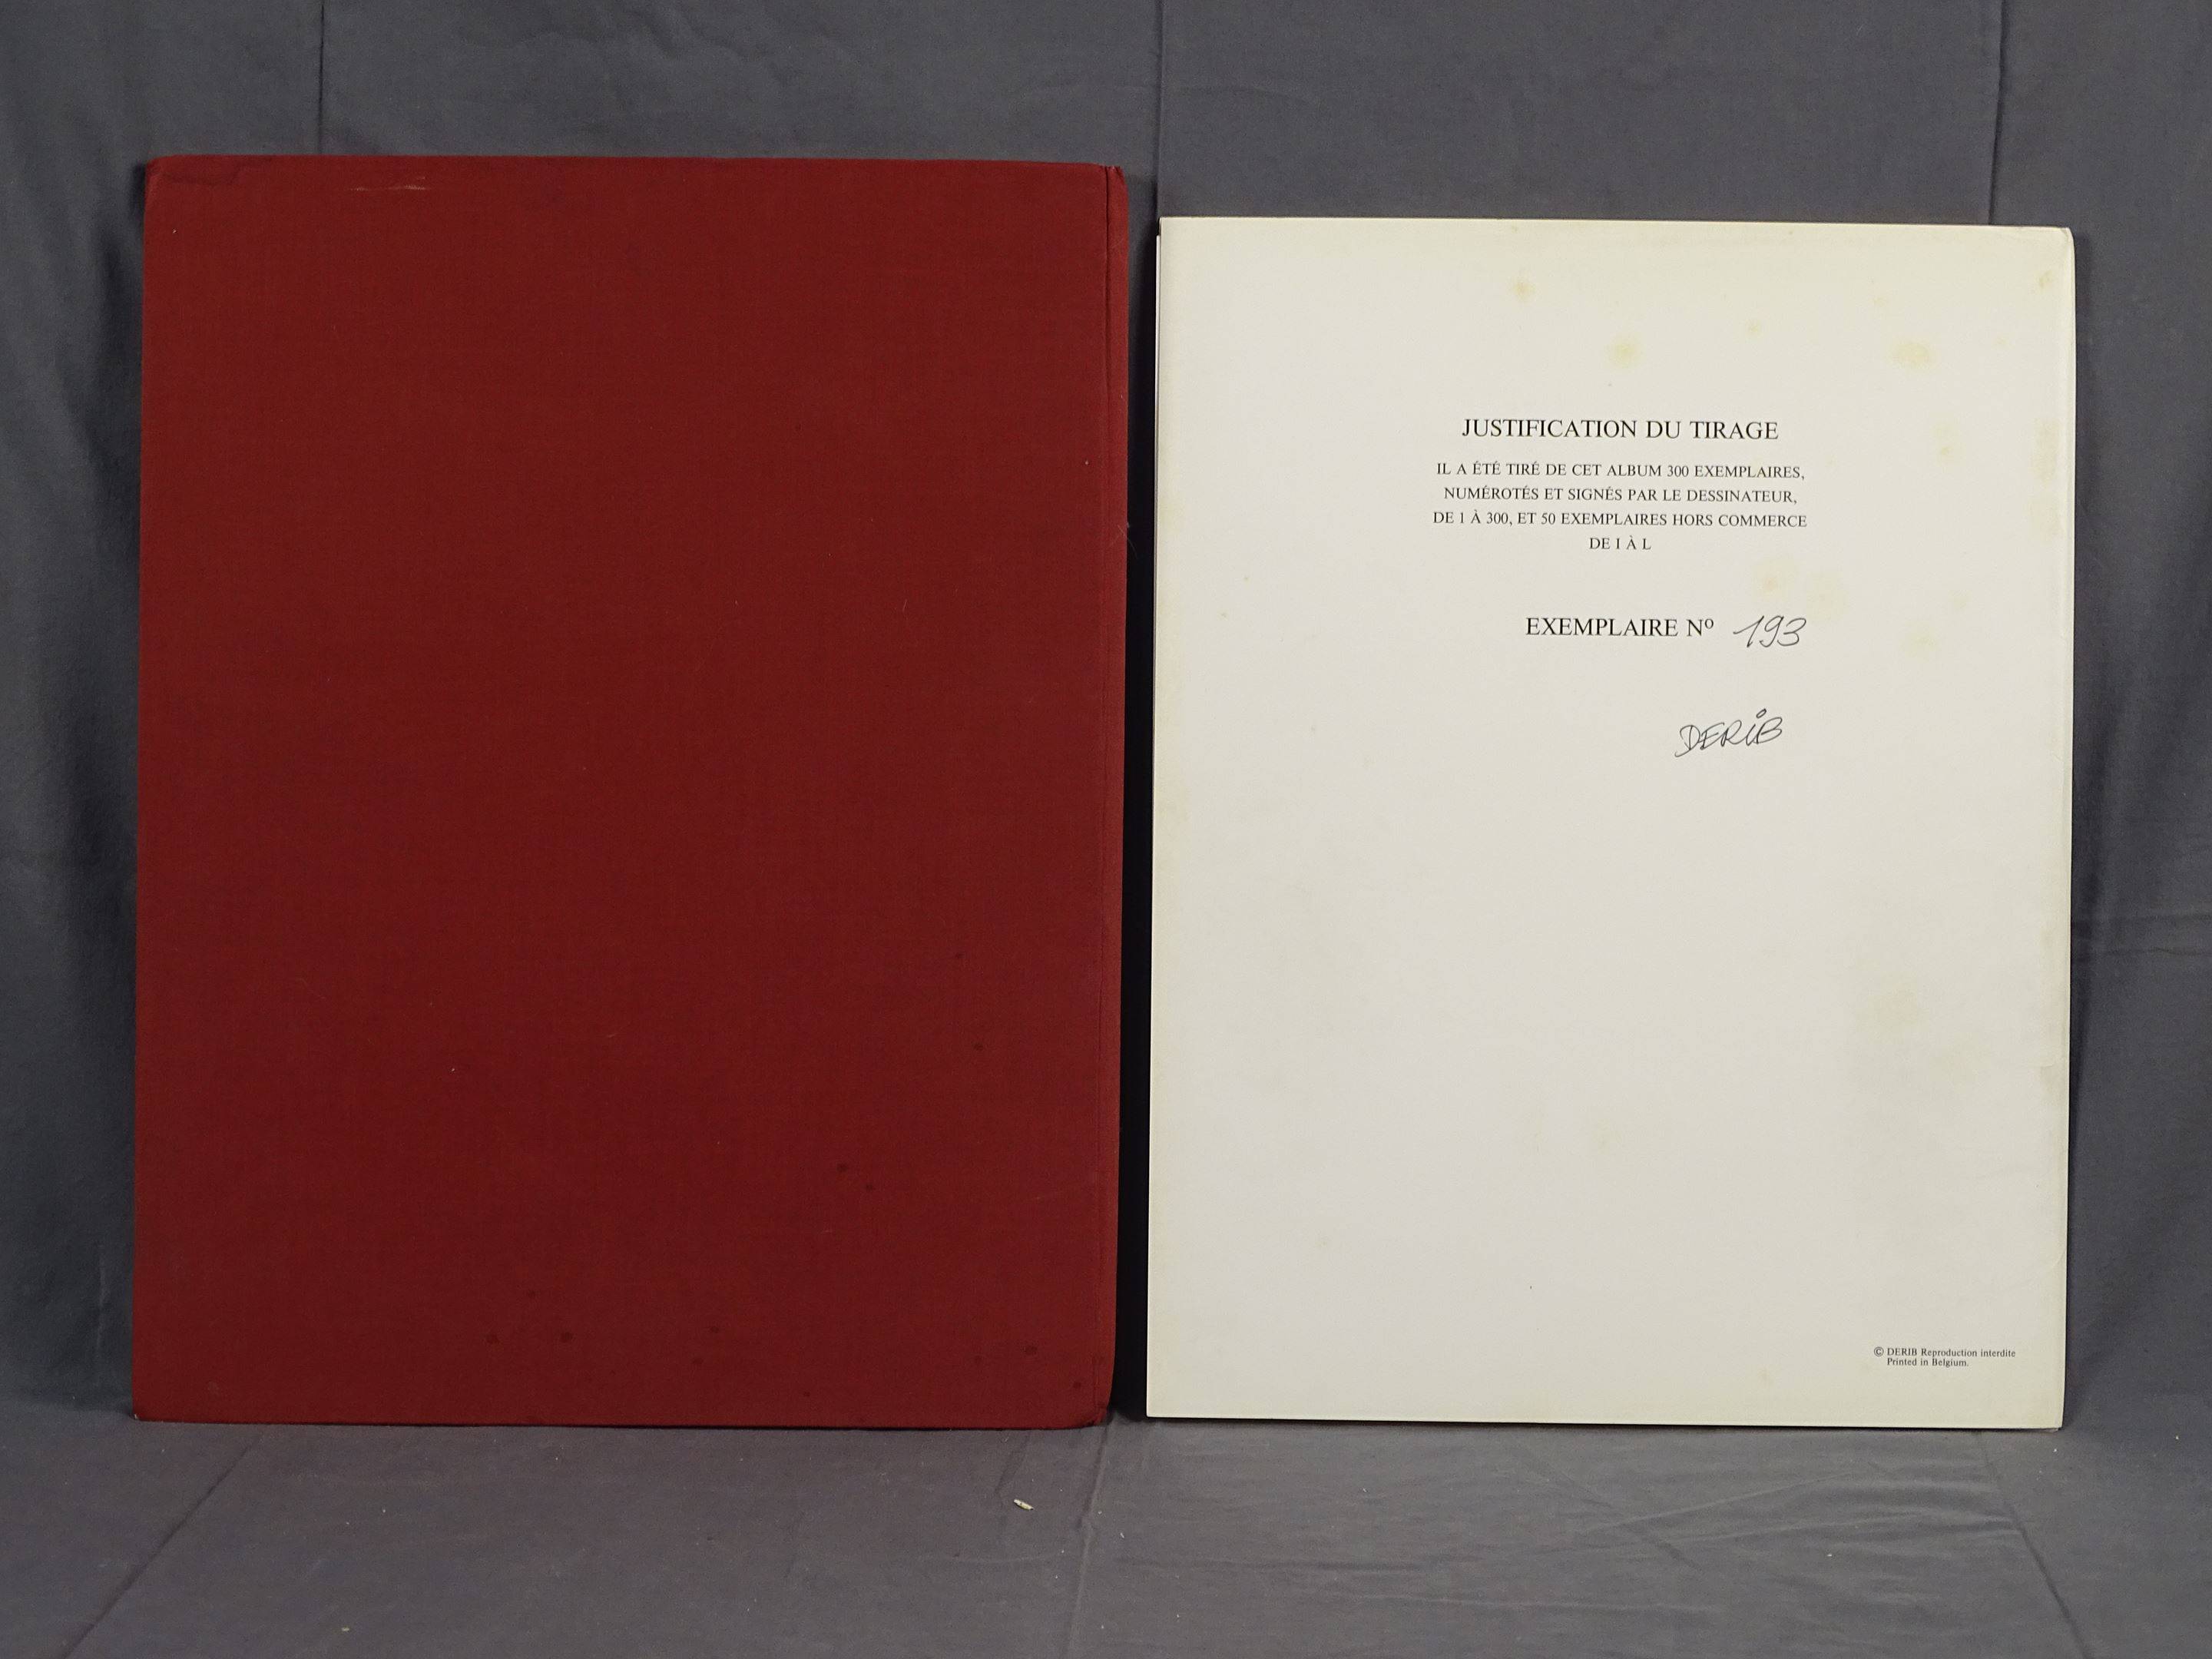 JUSTIFICATION DU TIRAGE
IL A ÉTÉ TIRÉ DE CET ALBUM 300 EXEMPLAIRES,
NUMÉROTÉS ET SIGNÉS PAR LE DESSINATEUR,
DE 1 À 300, ET 50 EXEMPLAIRES HORS COMMERCE
DE I À L
EXEMPLAIRE Nº 193
DERIB
© DERIB Reproduction interdite
Printed in Belgium.